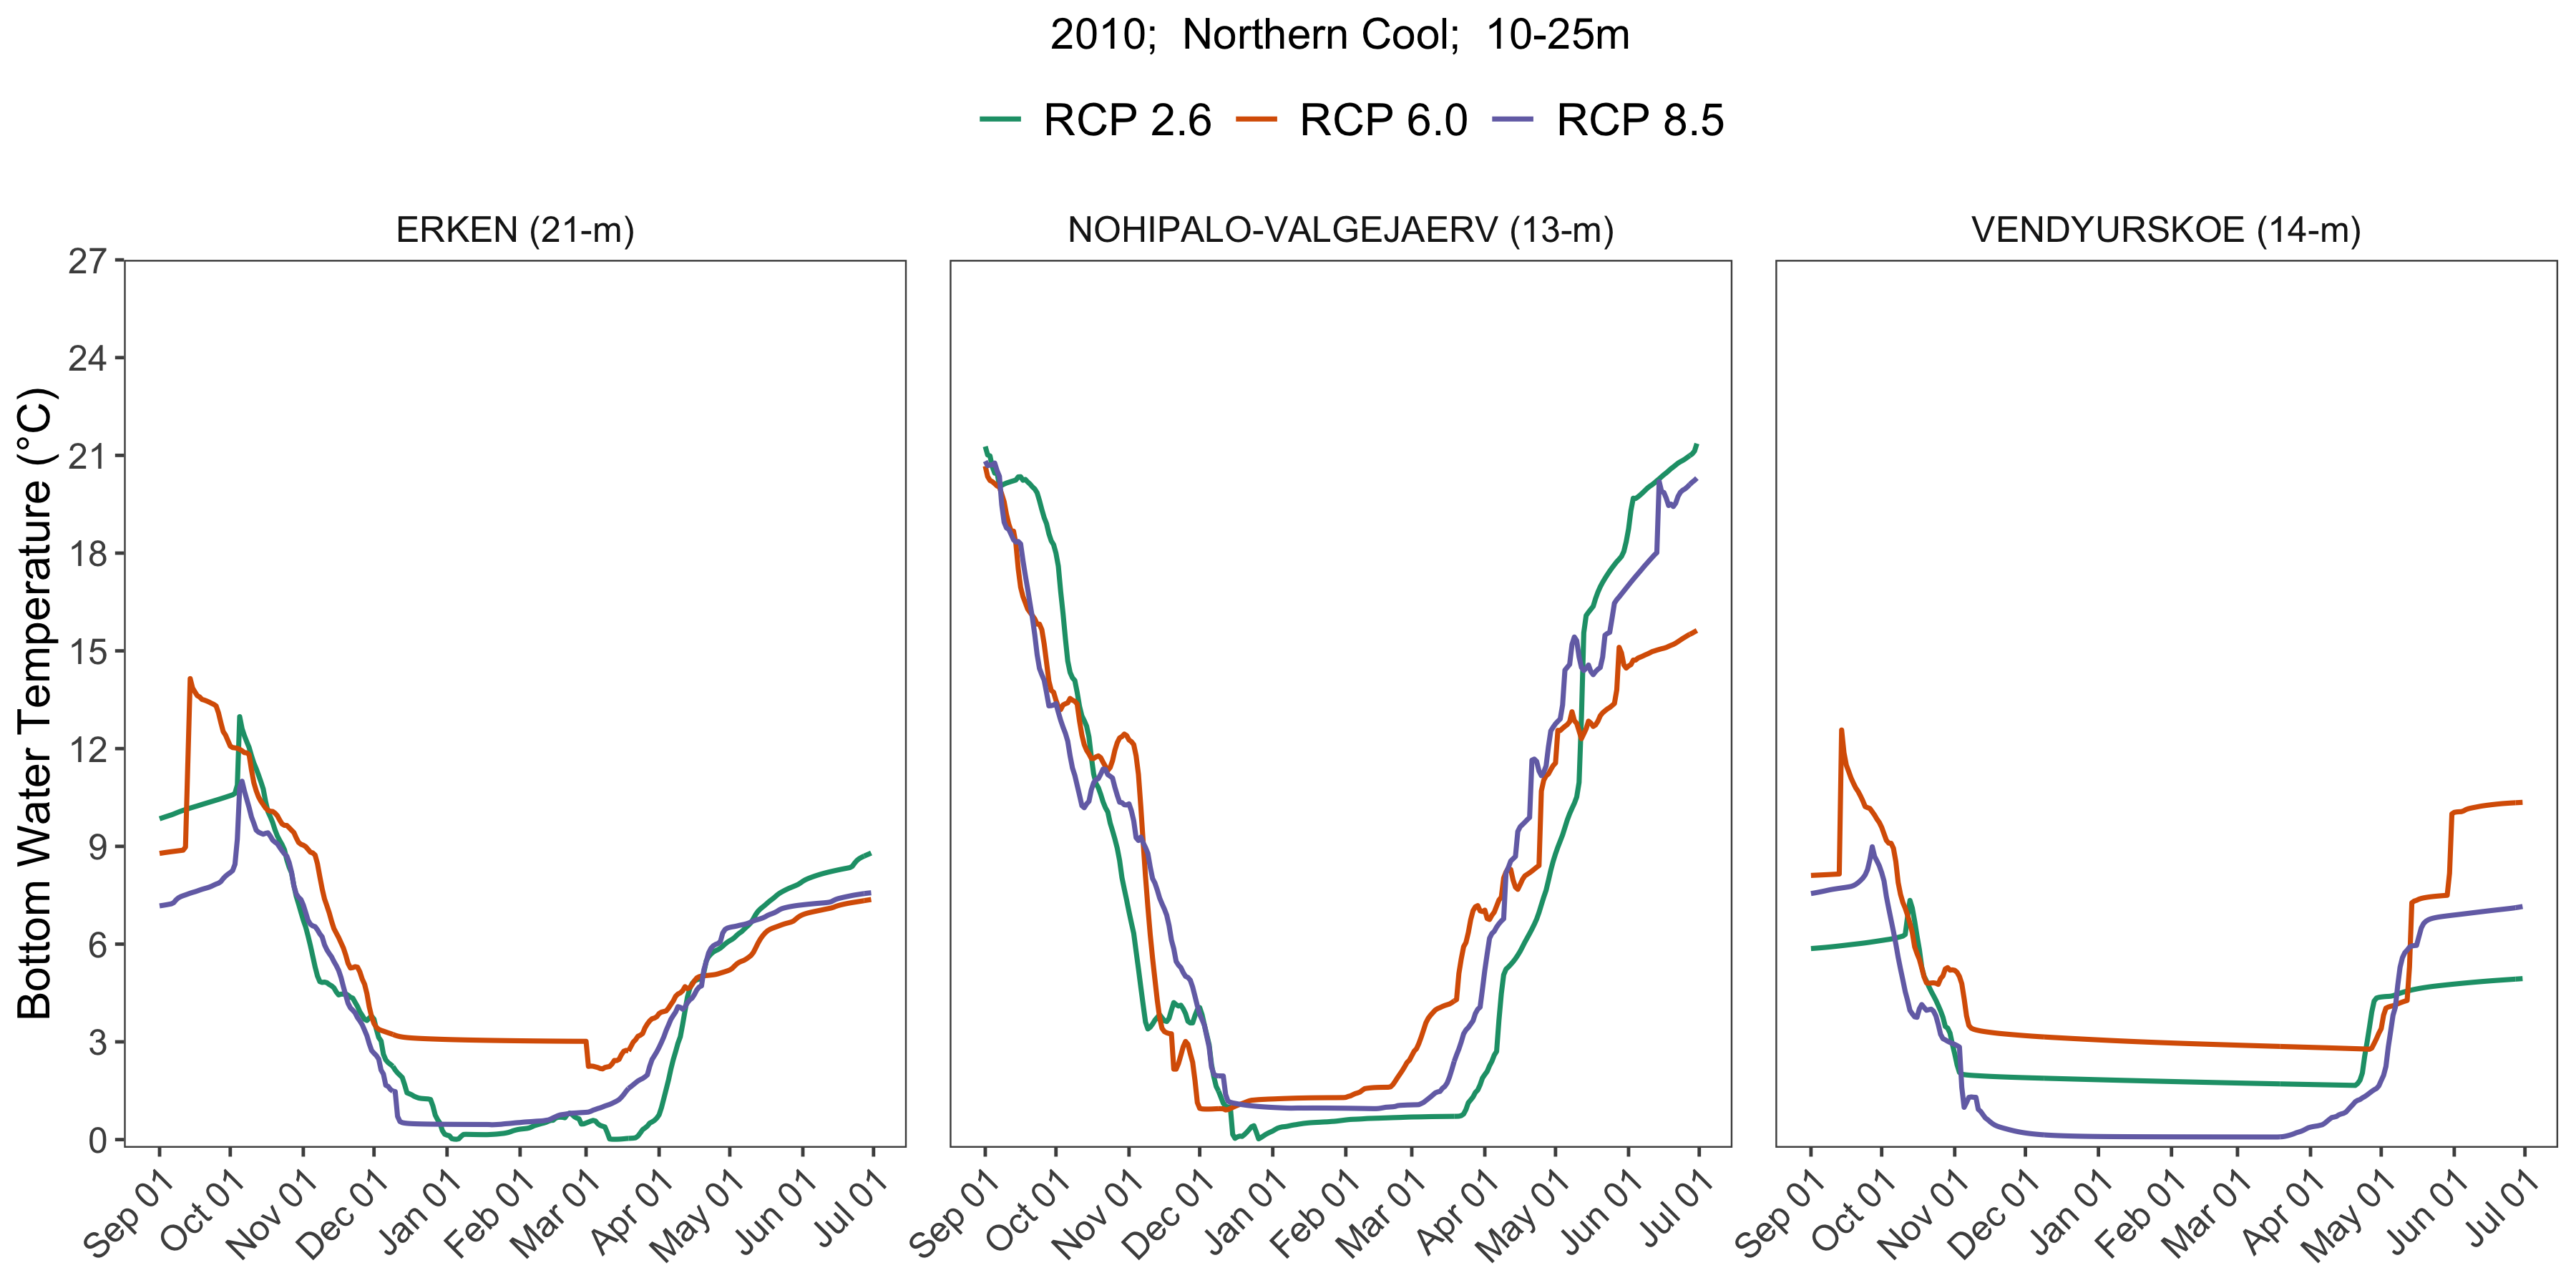 2010;  Northern Cool;  10-25m
RCP 2.6 RCP 6.0 RCP 8.5
ERKEN (21-m) NOHIPALO-VALGEJAERV (13-m) VENDYURSKOE (14-m)
Bottom Water Temperature (°C)
27
24
21
18
15
12
9
6
3
0
Sep 01 Oct 01 Nov 01 Dec 01 Jan 01 Feb 01 Mar 01 Apr 01 May 01 Jun 01 Jul 01
Sep 01 Oct 01 Nov 01 Dec 01 Jan 01 Feb 01 Mar 01 Apr 01 May 01 Jun 01 Jul 01
Sep 01 Oct 01 Nov 01 Dec 01 Jan 01 Feb 01 Mar 01 Apr 01 May 01 Jun 01 Jul 01